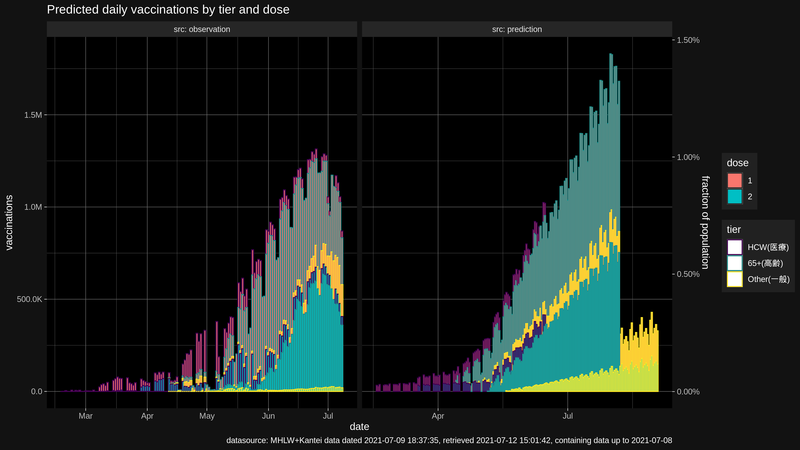 Predicted daily vaccinations by tier and dose
src: observation
src: prediction
1.5M
1.0M
500.0K
0.0
vaccinations
Mar
Apr
May
Jun
Jul
Apr
Jul
date
1.50%
1.00%
0.50%
0.00%
fraction of population
dose
1
2
tier
HCW(医療)
65+(高齢)
Other(一般)
datasource: MHLW+Kantei data dated 2021-07-09 18:37:35, retrieved 2021-07-12 15:01:42, containing data up to 2021-07-08